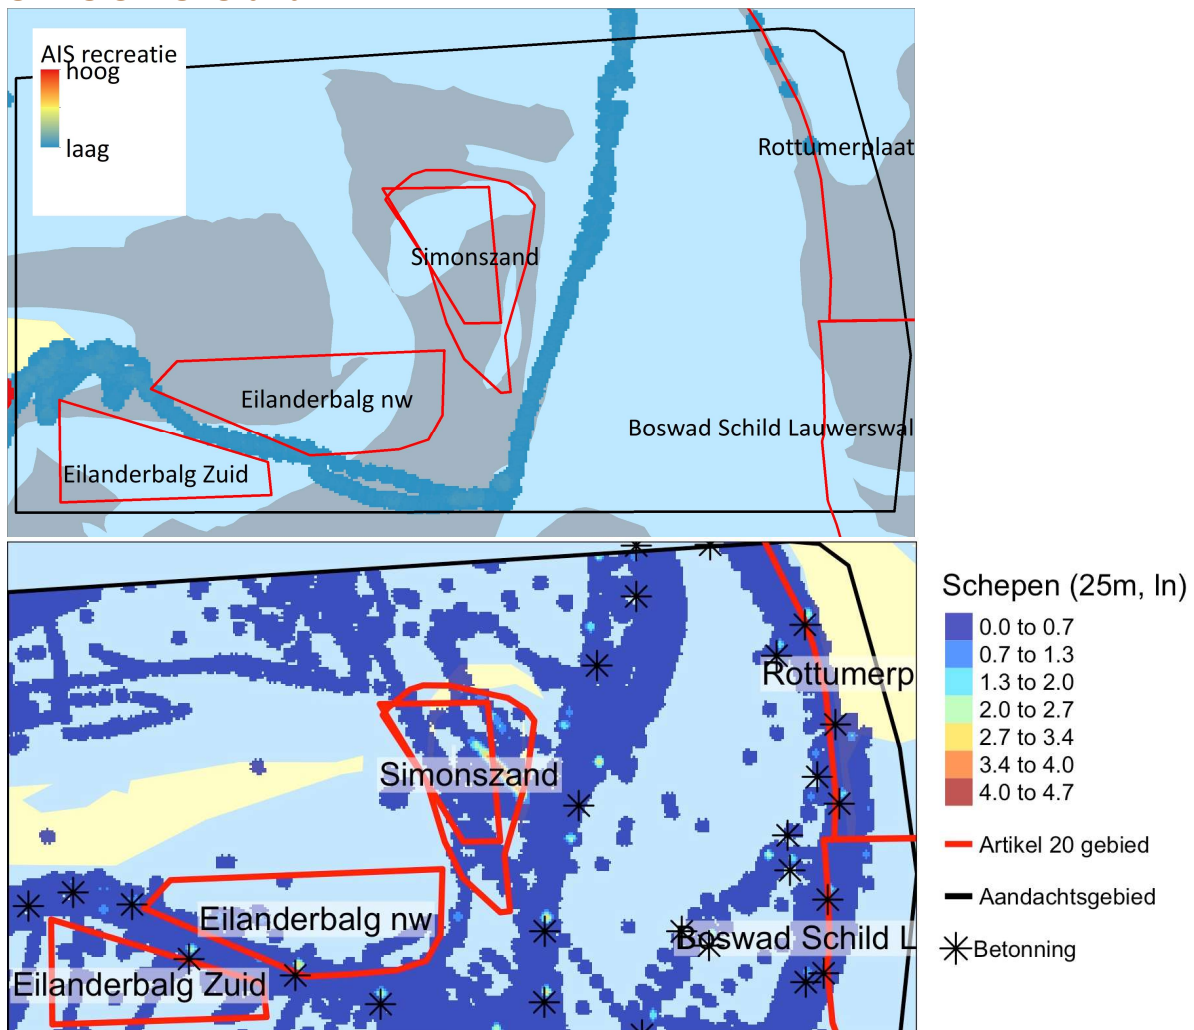 AIS recreatie
hoog
laag
Rottumerplaat
Simonszand
Eilanderbalg nw
Boswad Schild Lauwerswal
Eilanderbalg Zuid
Schepen (25m, ln)
0.0 to 0.7
0.7 to 1.3
1.3 to 2.0
2.0 to 2.7
2.7 to 3.4
3.4 to 4.0
4.0 to 4.7
Artikel 20 gebied
Aandachtsgebied
Betonning
Rottumerp
Simonszand
Eilanderbalg nw
Boswad Schild L
Eilanderbalg Zuid